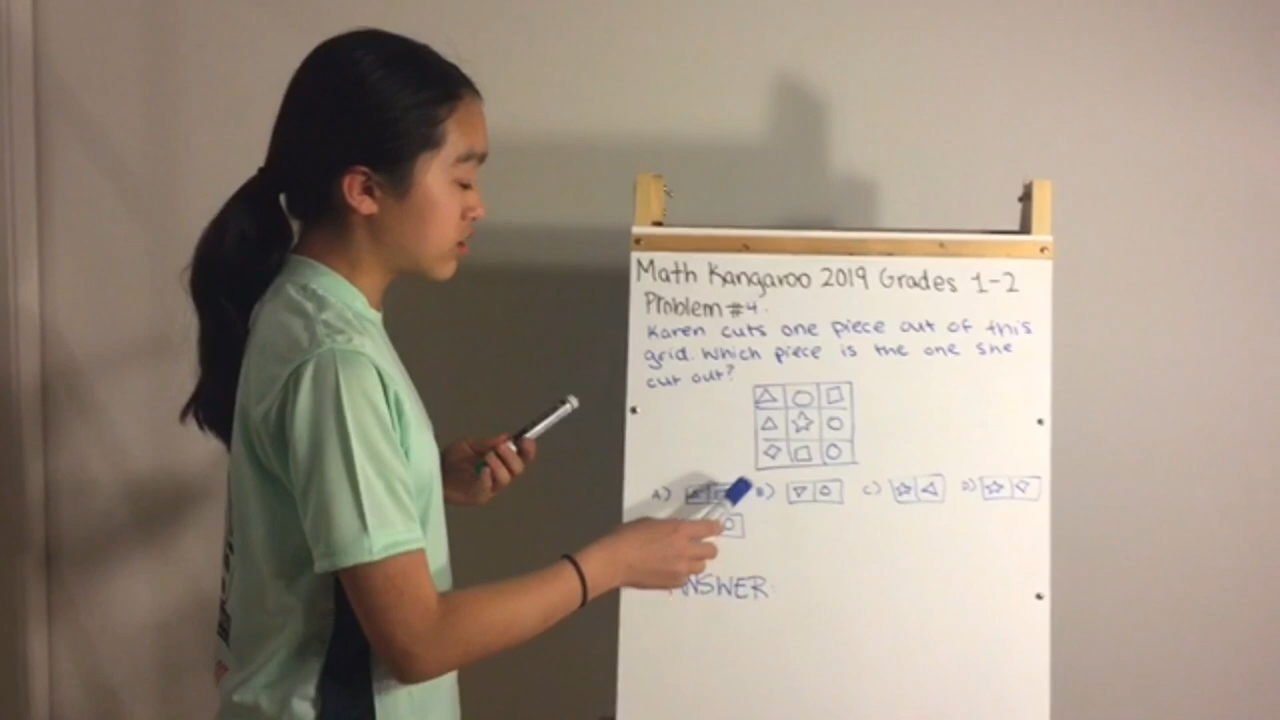 Math Kangaroo 2019 Grades 1-2
Problem #4.
Karen cuts one piece out of this
grid. Which piece is the one she
cut out?
A) B) C) D)
ANSWER: